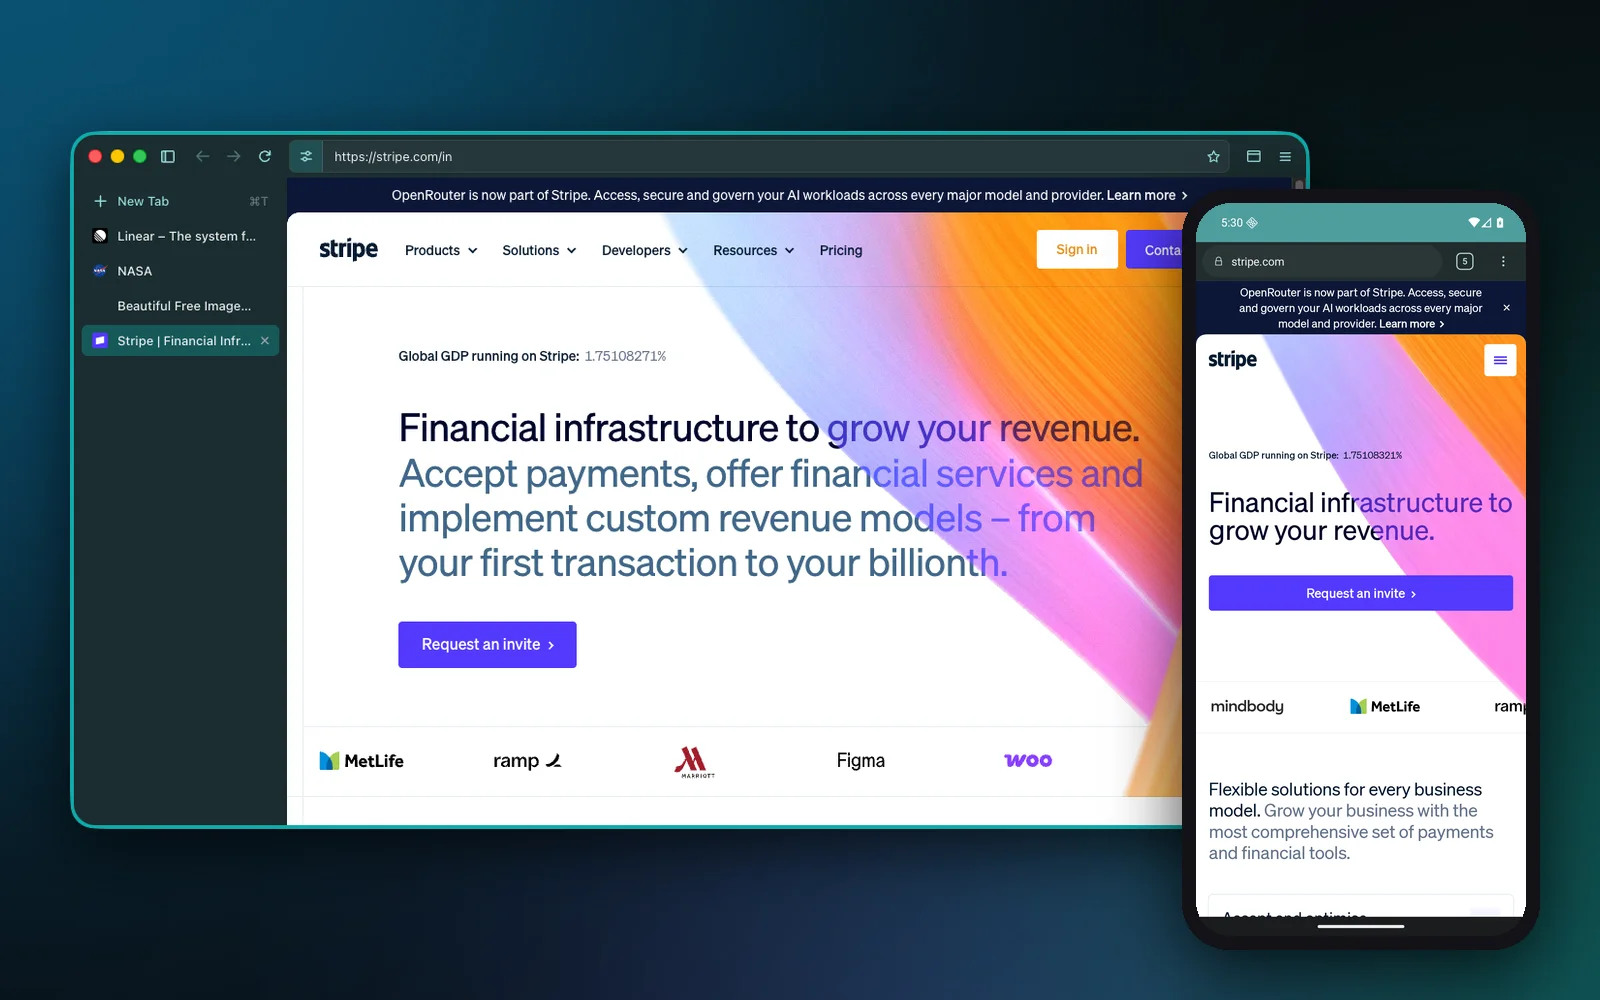 https://stripe.com/in
New Tab
⌘T
Linear – The system f...
NASA
Beautiful Free Image...
Stripe | Financial Infr...
OpenRouter is now part of Stripe. Access, secure and govern your AI workloads across every major model and provider. Learn more
stripe
Products
Solutions
Developers
Resources
Pricing
Sign in
Conta
Global GDP running on Stripe: 1.75108271%
Financial infrastructure to grow your revenue.
Accept payments, offer financial services and
implement custom revenue models – from
your first transaction to your billionth.
Request an invite
MetLife
ramp
MARRIOTT
Figma
woo
5:30
stripe.com
5
OpenRouter is now part of Stripe. Access, secure
and govern your AI workloads across every major
model and provider. Learn more
stripe
Global GDP running on Stripe: 1.75108321%
Financial infrastructure to
grow your revenue.
Request an invite
mindbody
MetLife
ramp
Flexible solutions for every business
model. Grow your business with the
most comprehensive set of payments
and financial tools.
Accept and optimise